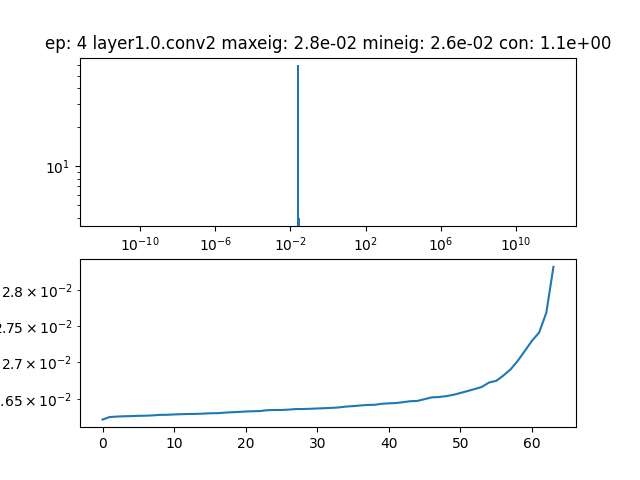 ep: 4 layer1.0.conv2 maxeig: 2.8e-02 mineig: 2.6e-02 con: 1.1e+00
10¹
10⁻¹⁰ 10⁻⁶ 10⁻² 10² 10⁶ 10¹⁰
2.8 × 10⁻²
2.75 × 10⁻²
2.7 × 10⁻²
.65 × 10⁻²
0 10 20 30 40 50 60